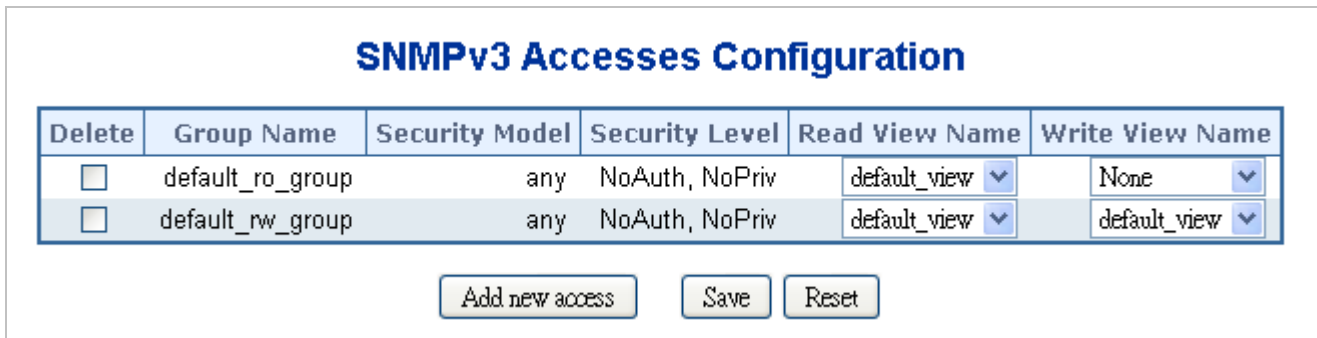 SNMPv3 Accesses Configuration
Delete Group Name Security Model Security Level Read View Name Write View Name
default_ro_group any NoAuth, NoPriv default_view None
default_rw_group any NoAuth, NoPriv default_view default_view
Add new access Save Reset